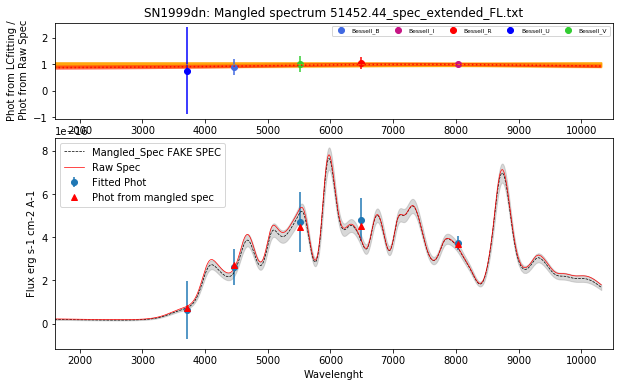 SN1999dn: Mangled spectrum 51452.44_spec_extended_FL.txt
Phot from LCfitting /
Phot from Raw Spec
2
1
0
−1
Bessell_B
Bessell_I
Bessell_R
Bessell_U
Bessell_V
2000 3000 4000 5000 6000 7000 8000 9000 10000
1e−16
Flux erg s-1 cm-2 A-1
8
6
4
2
0
Mangled_Spec FAKE SPEC
Raw Spec
Fitted Phot
Phot from mangled spec
2000 3000 4000 5000 6000 7000 8000 9000 10000
Wavelenght